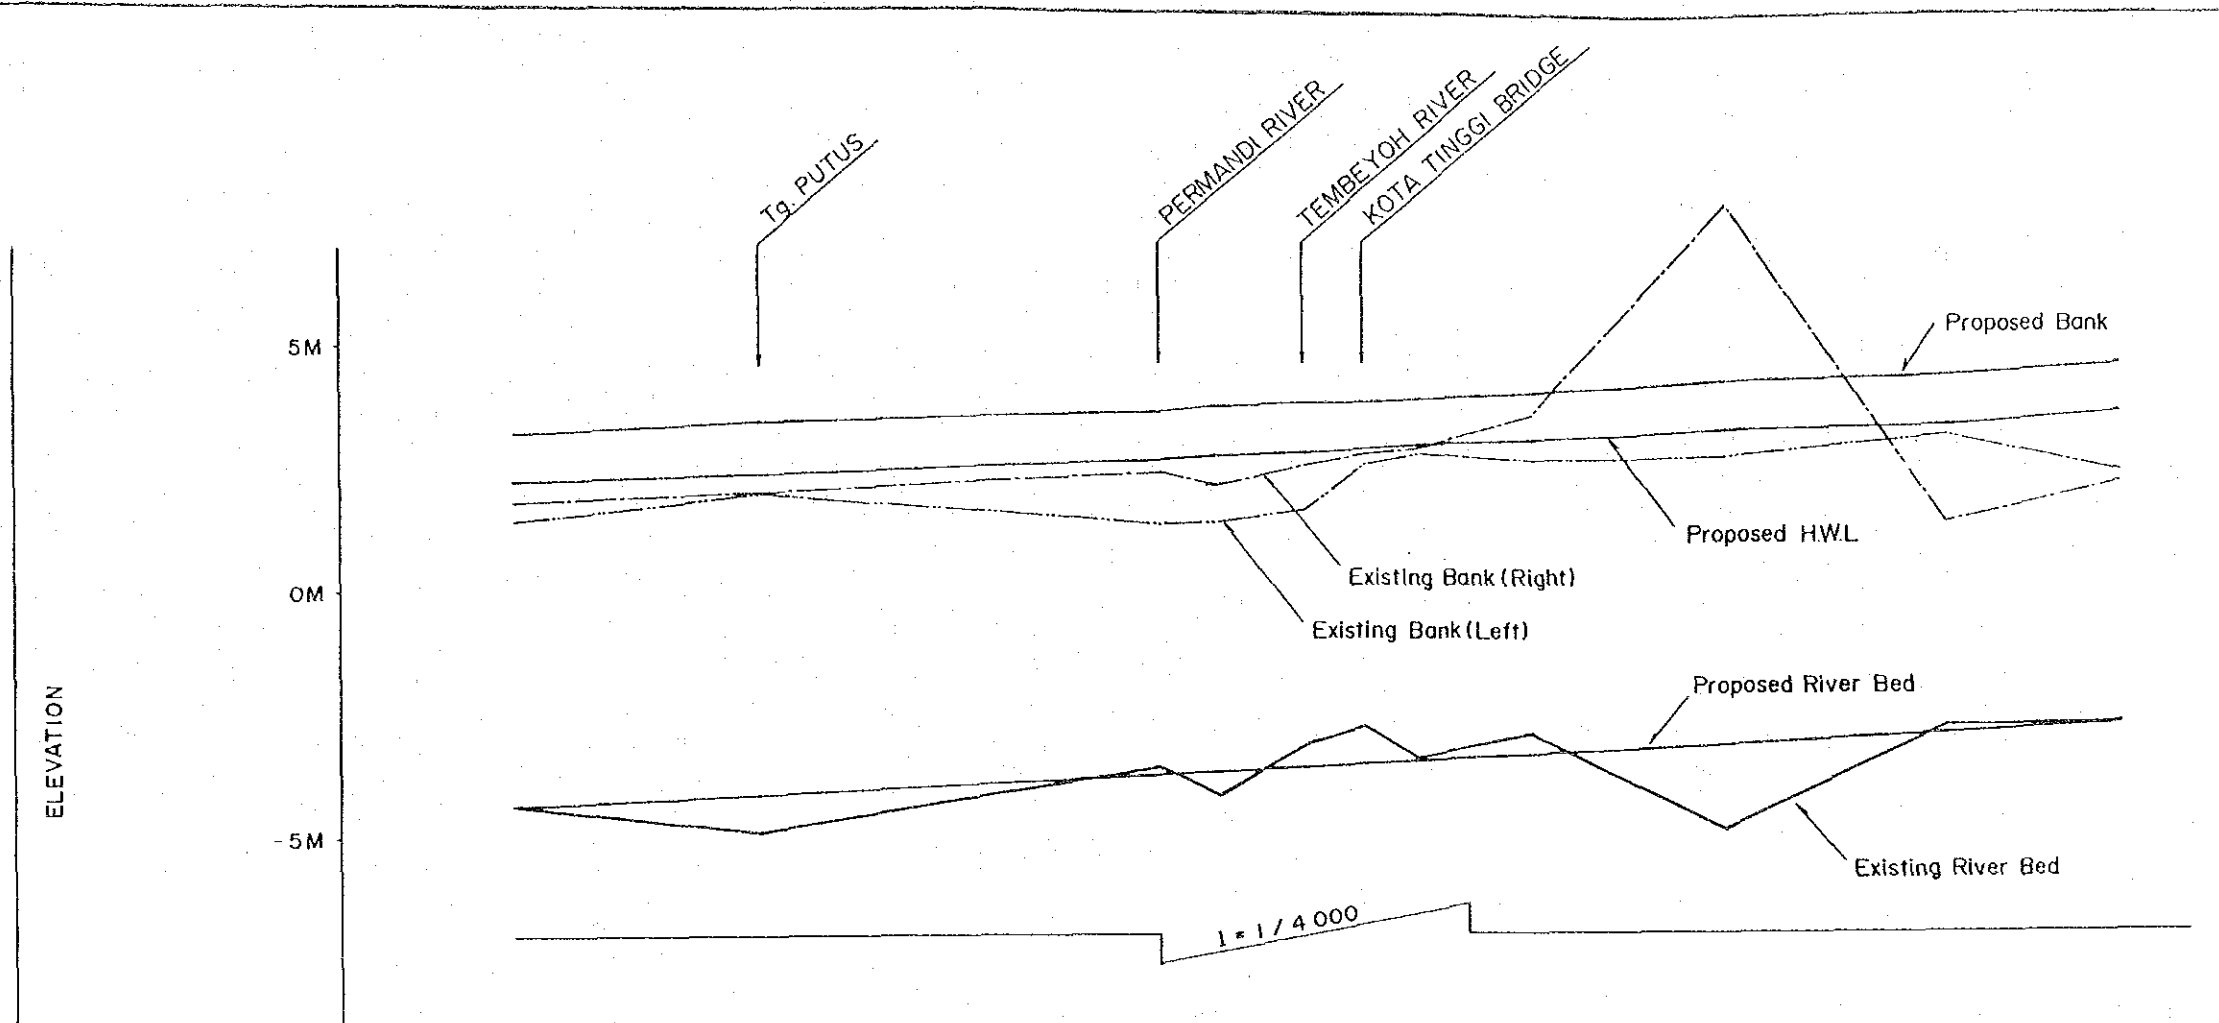 Tg. PUTUS
PERMANDI RIVER
TEMBEYOH RIVER
KOTA TINGGI BRIDGE
5M
Proposed Bank
Proposed H.W.L.
Existing Bank (Right)
0M
Existing Bank (Left)
ELEVATION
Proposed River Bed
-5M
Existing River Bed
I = 1 / 4 000